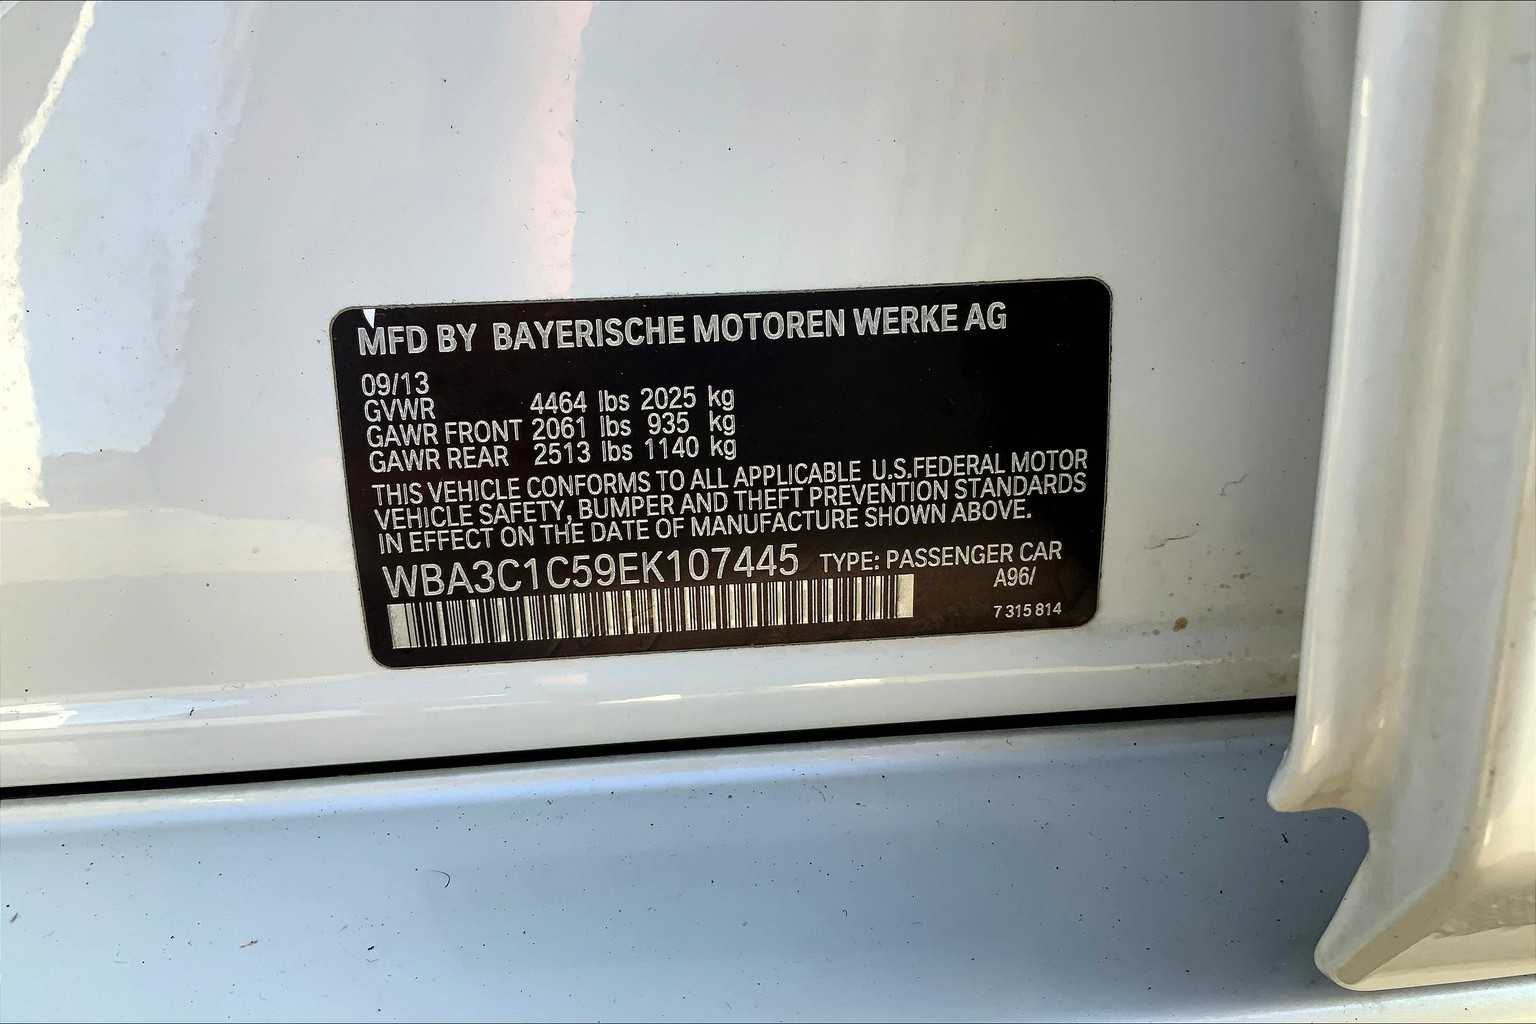 MFD BY BAYERISCHE MOTOREN WERKE AG
09/13
GVWR 4464 lbs 2025 kg
GAWR FRONT 2061 lbs 935 kg
GAWR REAR 2513 lbs 1140 kg
THIS VEHICLE CONFORMS TO ALL APPLICABLE U.S.FEDERAL MOTOR
VEHICLE SAFETY, BUMPER AND THEFT PREVENTION STANDARDS
IN EFFECT ON THE DATE OF MANUFACTURE SHOWN ABOVE.
WBA3C1C59EK107445 TYPE: PASSENGER CAR
A96/
7 315 814